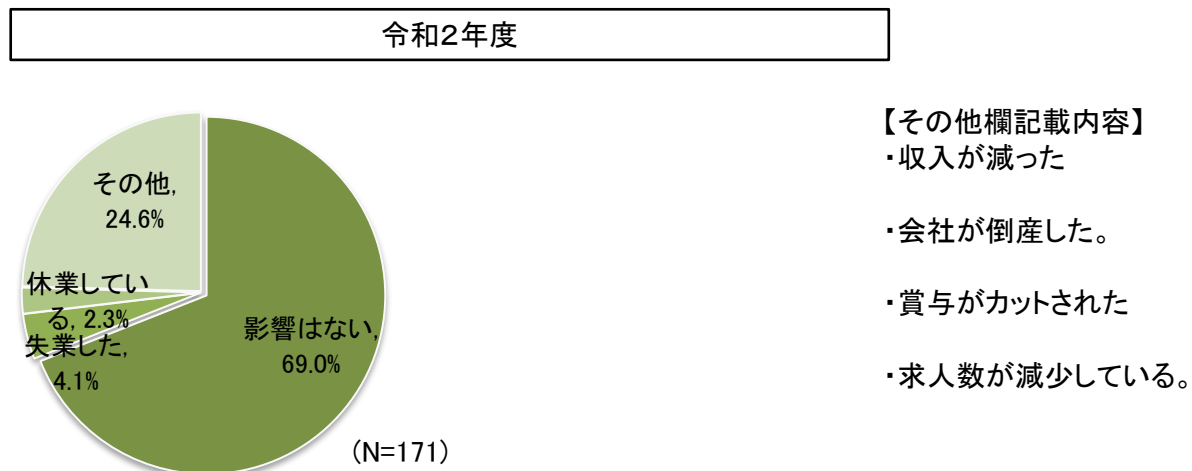 令和2年度
その他,
24.6%
休業してい
る, 2.3%
失業した,
4.1%
影響はない,
69.0%
(N=171)
【その他欄記載内容】
・収入が減った
・会社が倒産した。
・賞与がカットされた
・求人数が減少している。